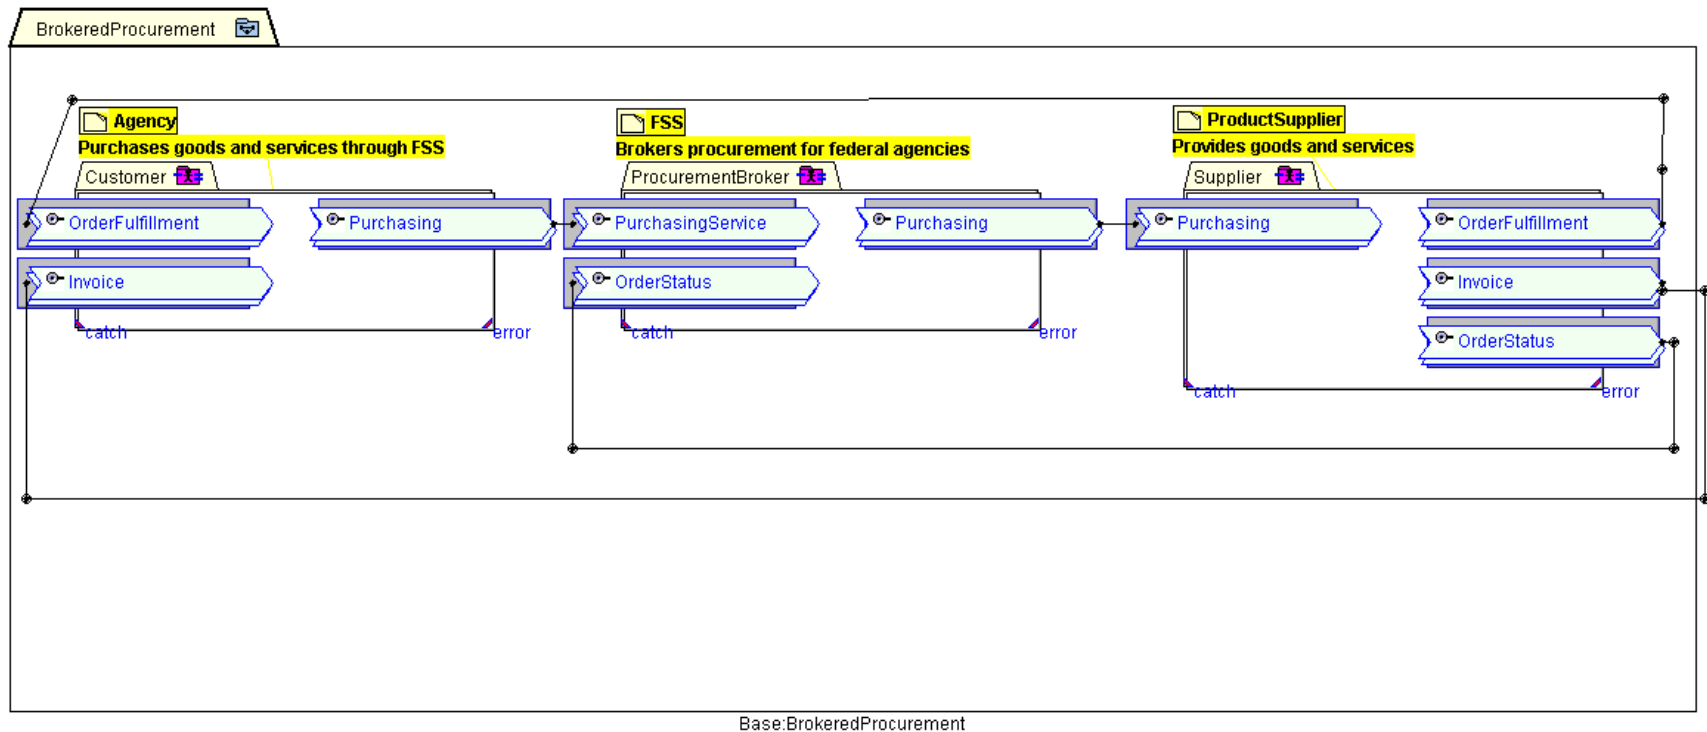 BrokeredProcurement
Agency
Purchases goods and services through FSS
FSS
Brokers procurement for federal agencies
ProductSupplier
Provides goods and services
Customer
OrderFulfillment
Purchasing
Invoice
catch
error
ProcurementBroker
PurchasingService
Purchasing
OrderStatus
catch
error
Supplier
Purchasing
OrderFulfillment
Invoice
OrderStatus
catch
error
Base:BrokeredProcurement